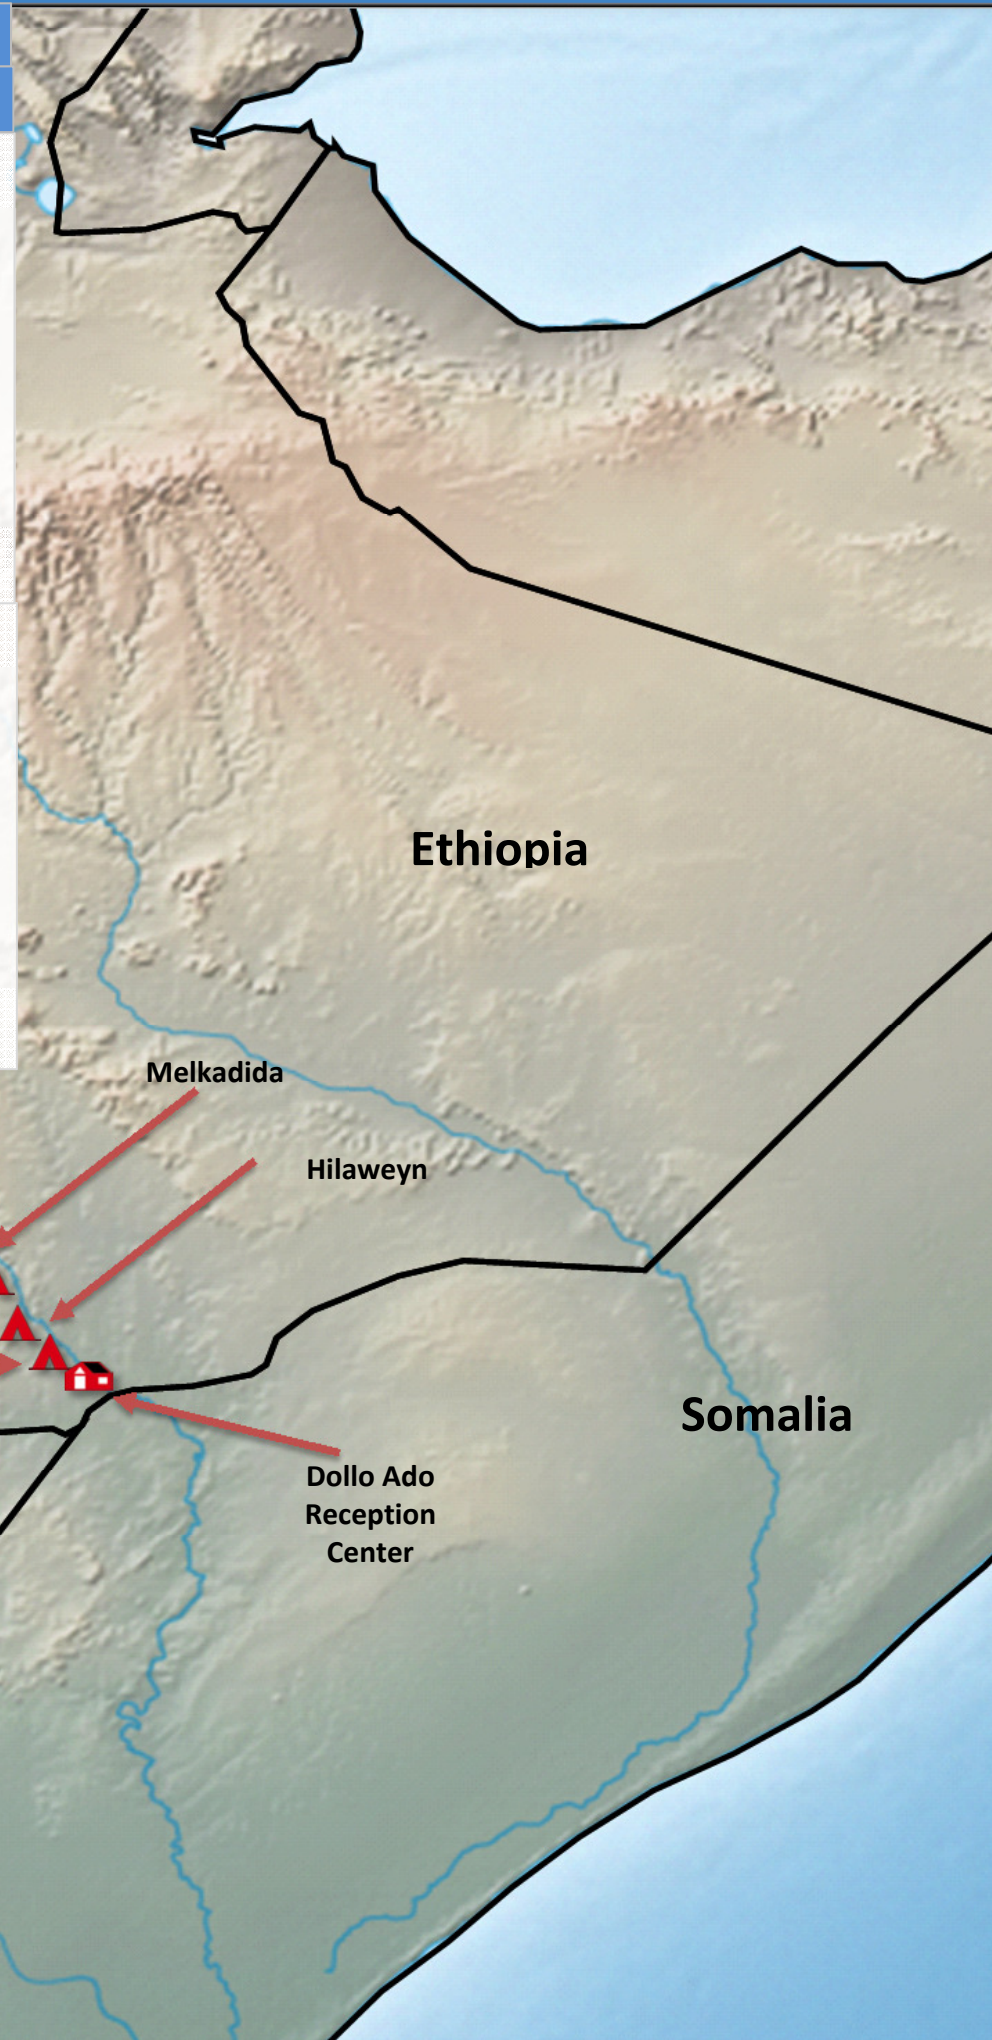 Ethiopia
Melkadida
Hilaweyn
Somalia
Dollo Ado
Reception
Center